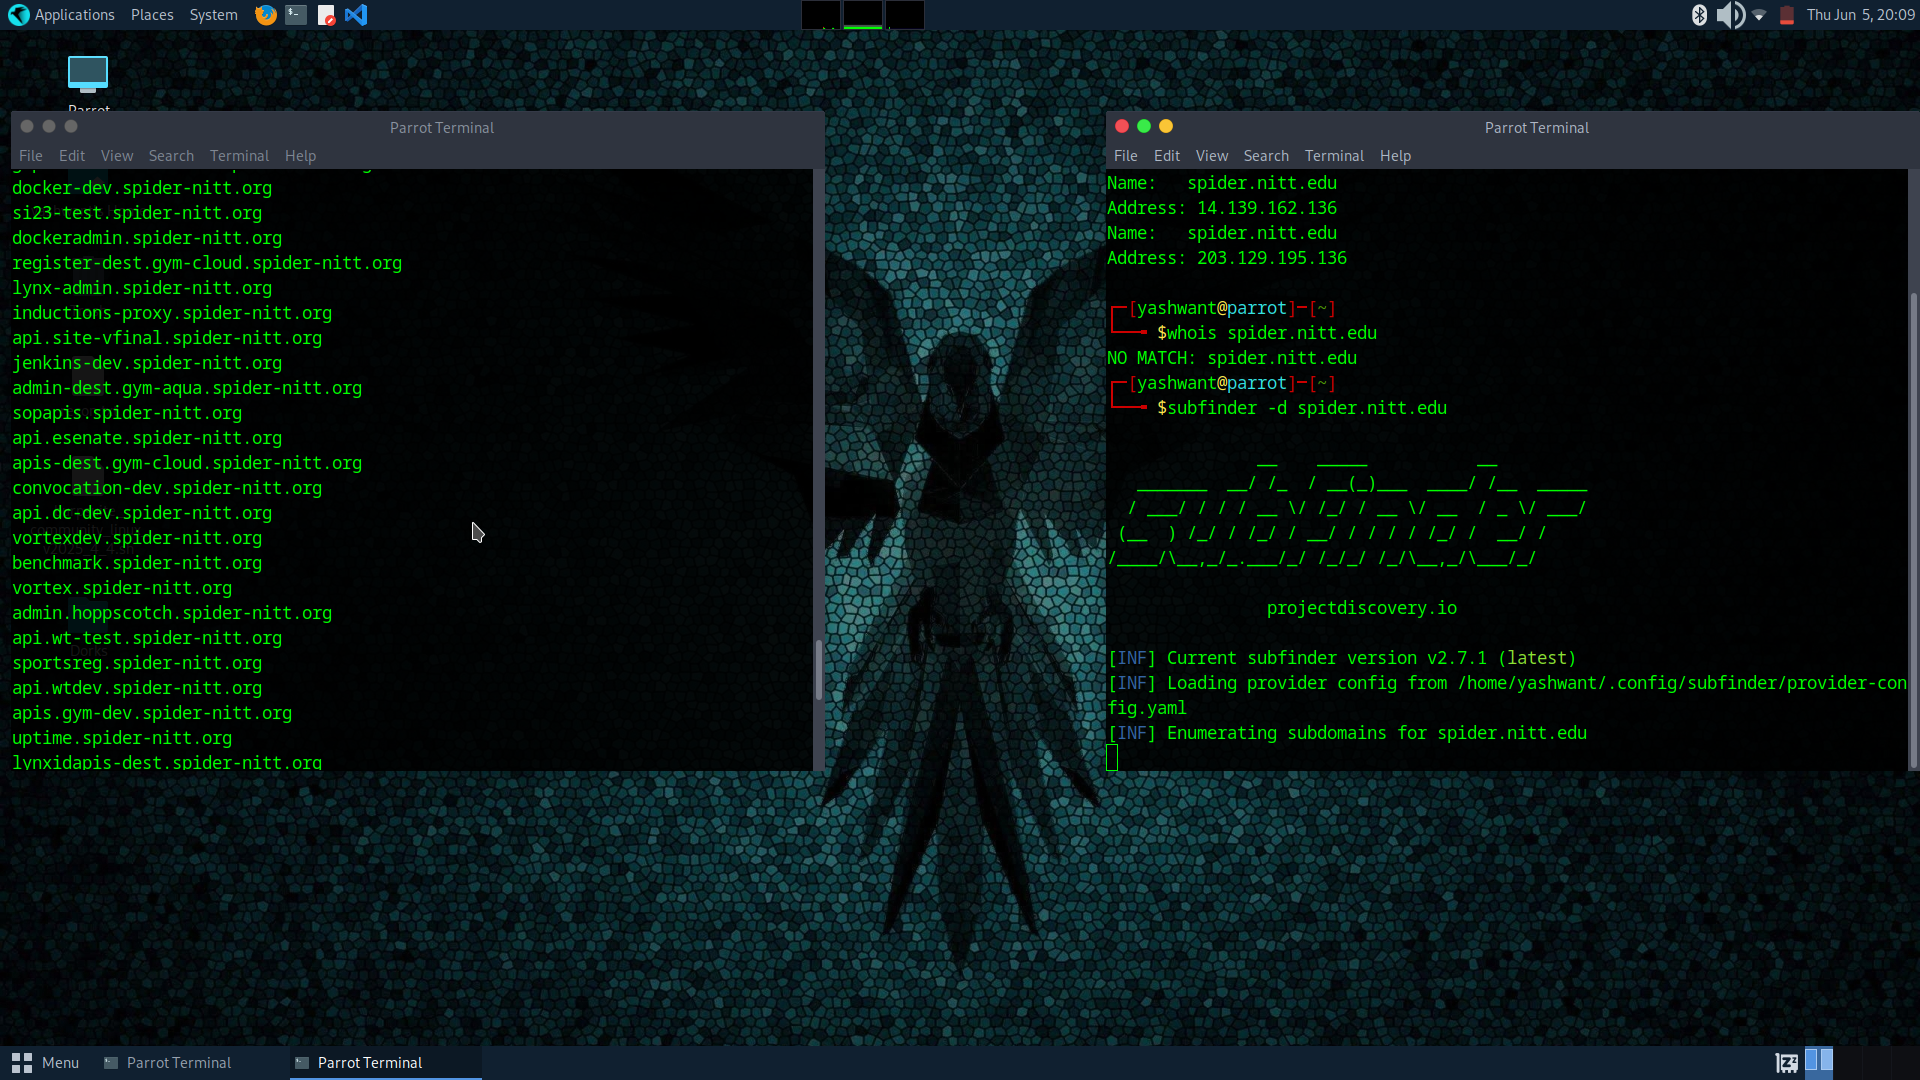 Applications Places System
Thu Jun 5, 20:09
Parrot
Parrot Terminal
File Edit View Search Terminal Help
docker-dev.spider-nitt.org
si23-test.spider-nitt.org
dockeradmin.spider-nitt.org
register-dest.gym-cloud.spider-nitt.org
lynx-admin.spider-nitt.org
inductions-proxy.spider-nitt.org
api.site-vfinal.spider-nitt.org
jenkins-dev.spider-nitt.org
admin-dest.gym-aqua.spider-nitt.org
sopapis.spider-nitt.org
api.esenate.spider-nitt.org
apis-dest.gym-cloud.spider-nitt.org
convocation-dev.spider-nitt.org
api.dc-dev.spider-nitt.org
vortexdev.spider-nitt.org
benchmark.spider-nitt.org
vortex.spider-nitt.org
admin.hoppscotch.spider-nitt.org
api.wt-test.spider-nitt.org
sportsreg.spider-nitt.org
api.wtdev.spider-nitt.org
apis.gym-dev.spider-nitt.org
uptime.spider-nitt.org
lynxidapis-dest.spider-nitt.org
Parrot Terminal
File Edit View Search Terminal Help
Name: spider.nitt.edu
Address: 14.139.162.136
Name: spider.nitt.edu
Address: 203.129.195.136
[yashwant@parrot]-[~]
$whois spider.nitt.edu
NO MATCH: spider.nitt.edu
[yashwant@parrot]-[~]
$subfinder -d spider.nitt.edu
subfinder
projectdiscovery.io
[INF] Current subfinder version v2.7.1 (latest)
[INF] Loading provider config from /home/yashwant/.config/subfinder/provider-con
fig.yaml
[INF] Enumerating subdomains for spider.nitt.edu
Menu Parrot Terminal Parrot Terminal